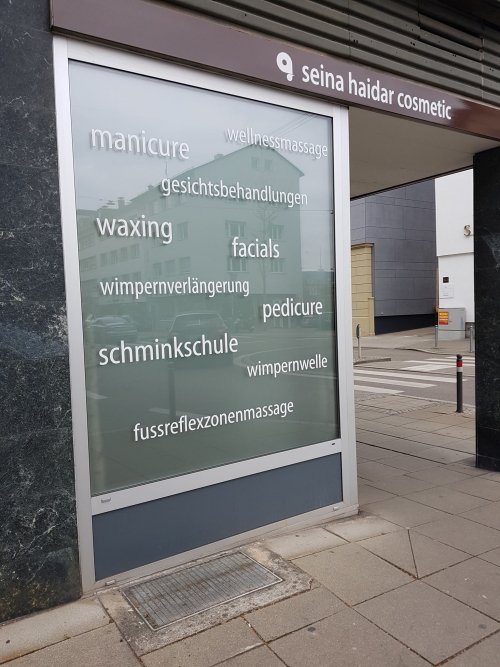 seina haidar cosmetic
manicure
wellnessmassage
gesichtsbehandlungen
waxing
facials
wimpernverlängerung
pedicure
schminkschule
wimpernwelle
fussreflexzonenmassage